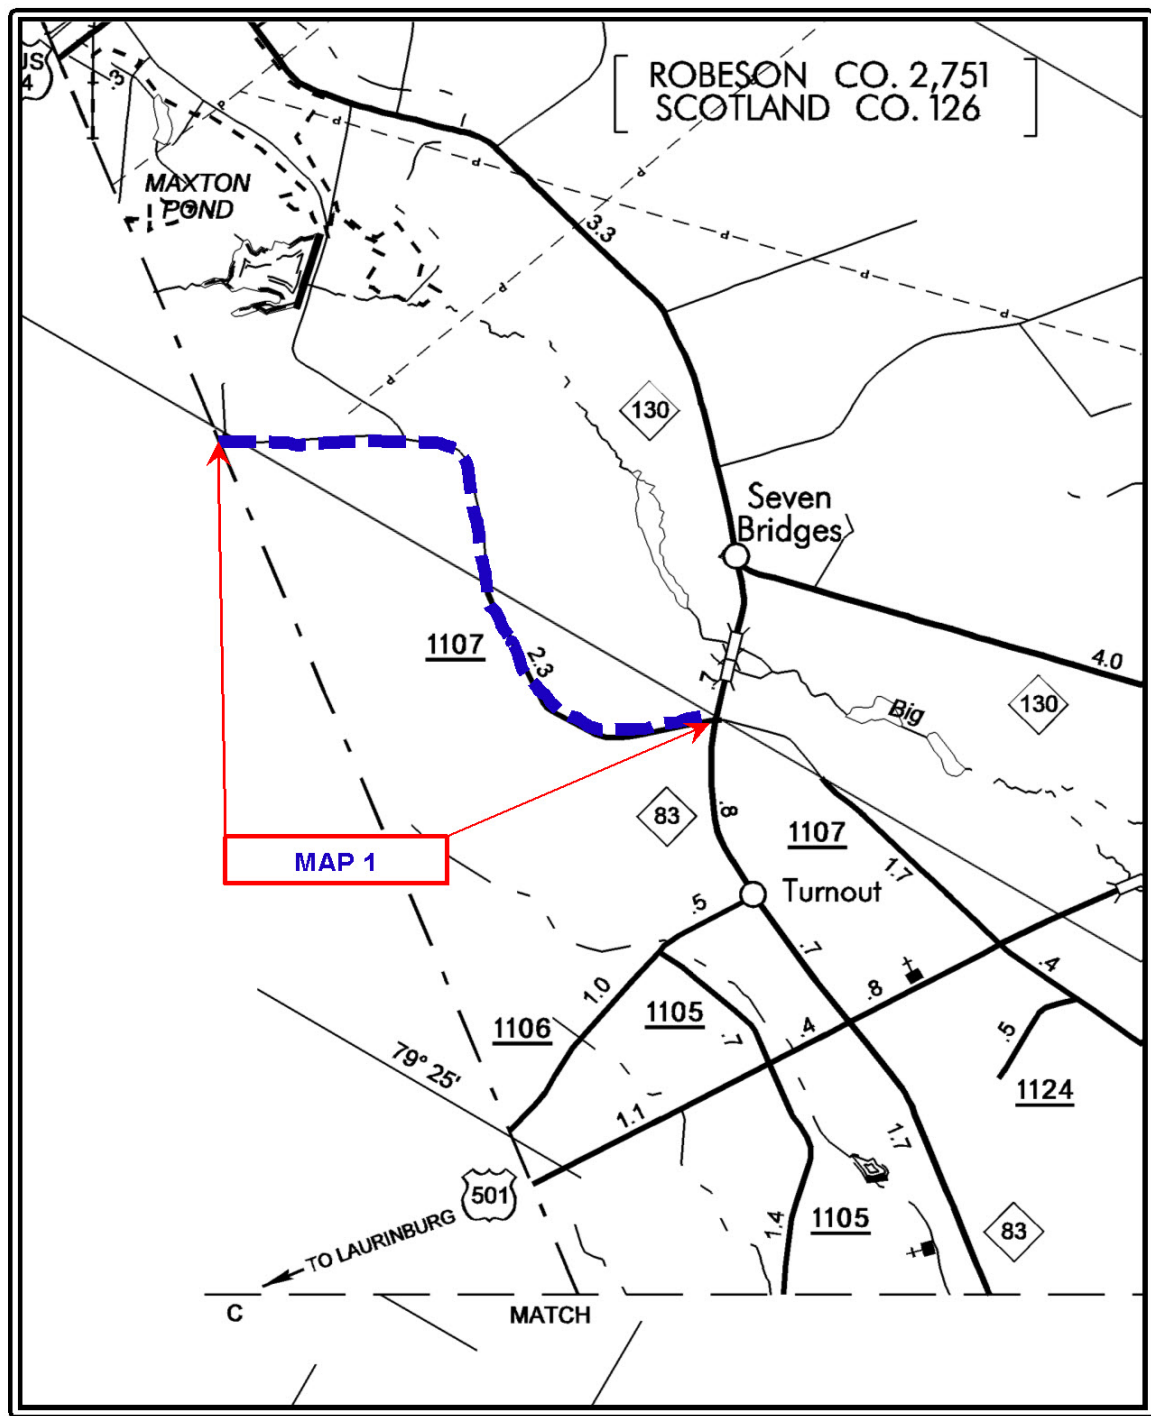 ROBESON CO. 2,751
SCOTLAND CO. 126
US
4
.3
P
P
P
P
P
P
P
P
P
MAXTON
POND
3.3
130
Seven
Bridges
1107
2.3
4.0
.7
130
Big
83
.8
1107
MAP 1
1.7
.5
Turnout
.7
.4
1.0
.8
1105
.4
.5
1106
.7
79° 25'
1124
1.1
1.7
501
1.4
1105
83
TO LAURINBURG
C
MATCH